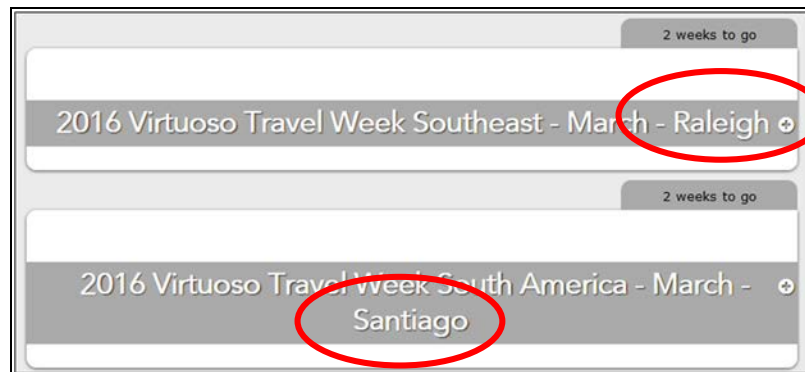 2 weeks to go
2016 Virtuoso Travel Week Southeast - March - Raleigh
2 weeks to go
2016 Virtuoso Travel Week South America - March -
Santiago